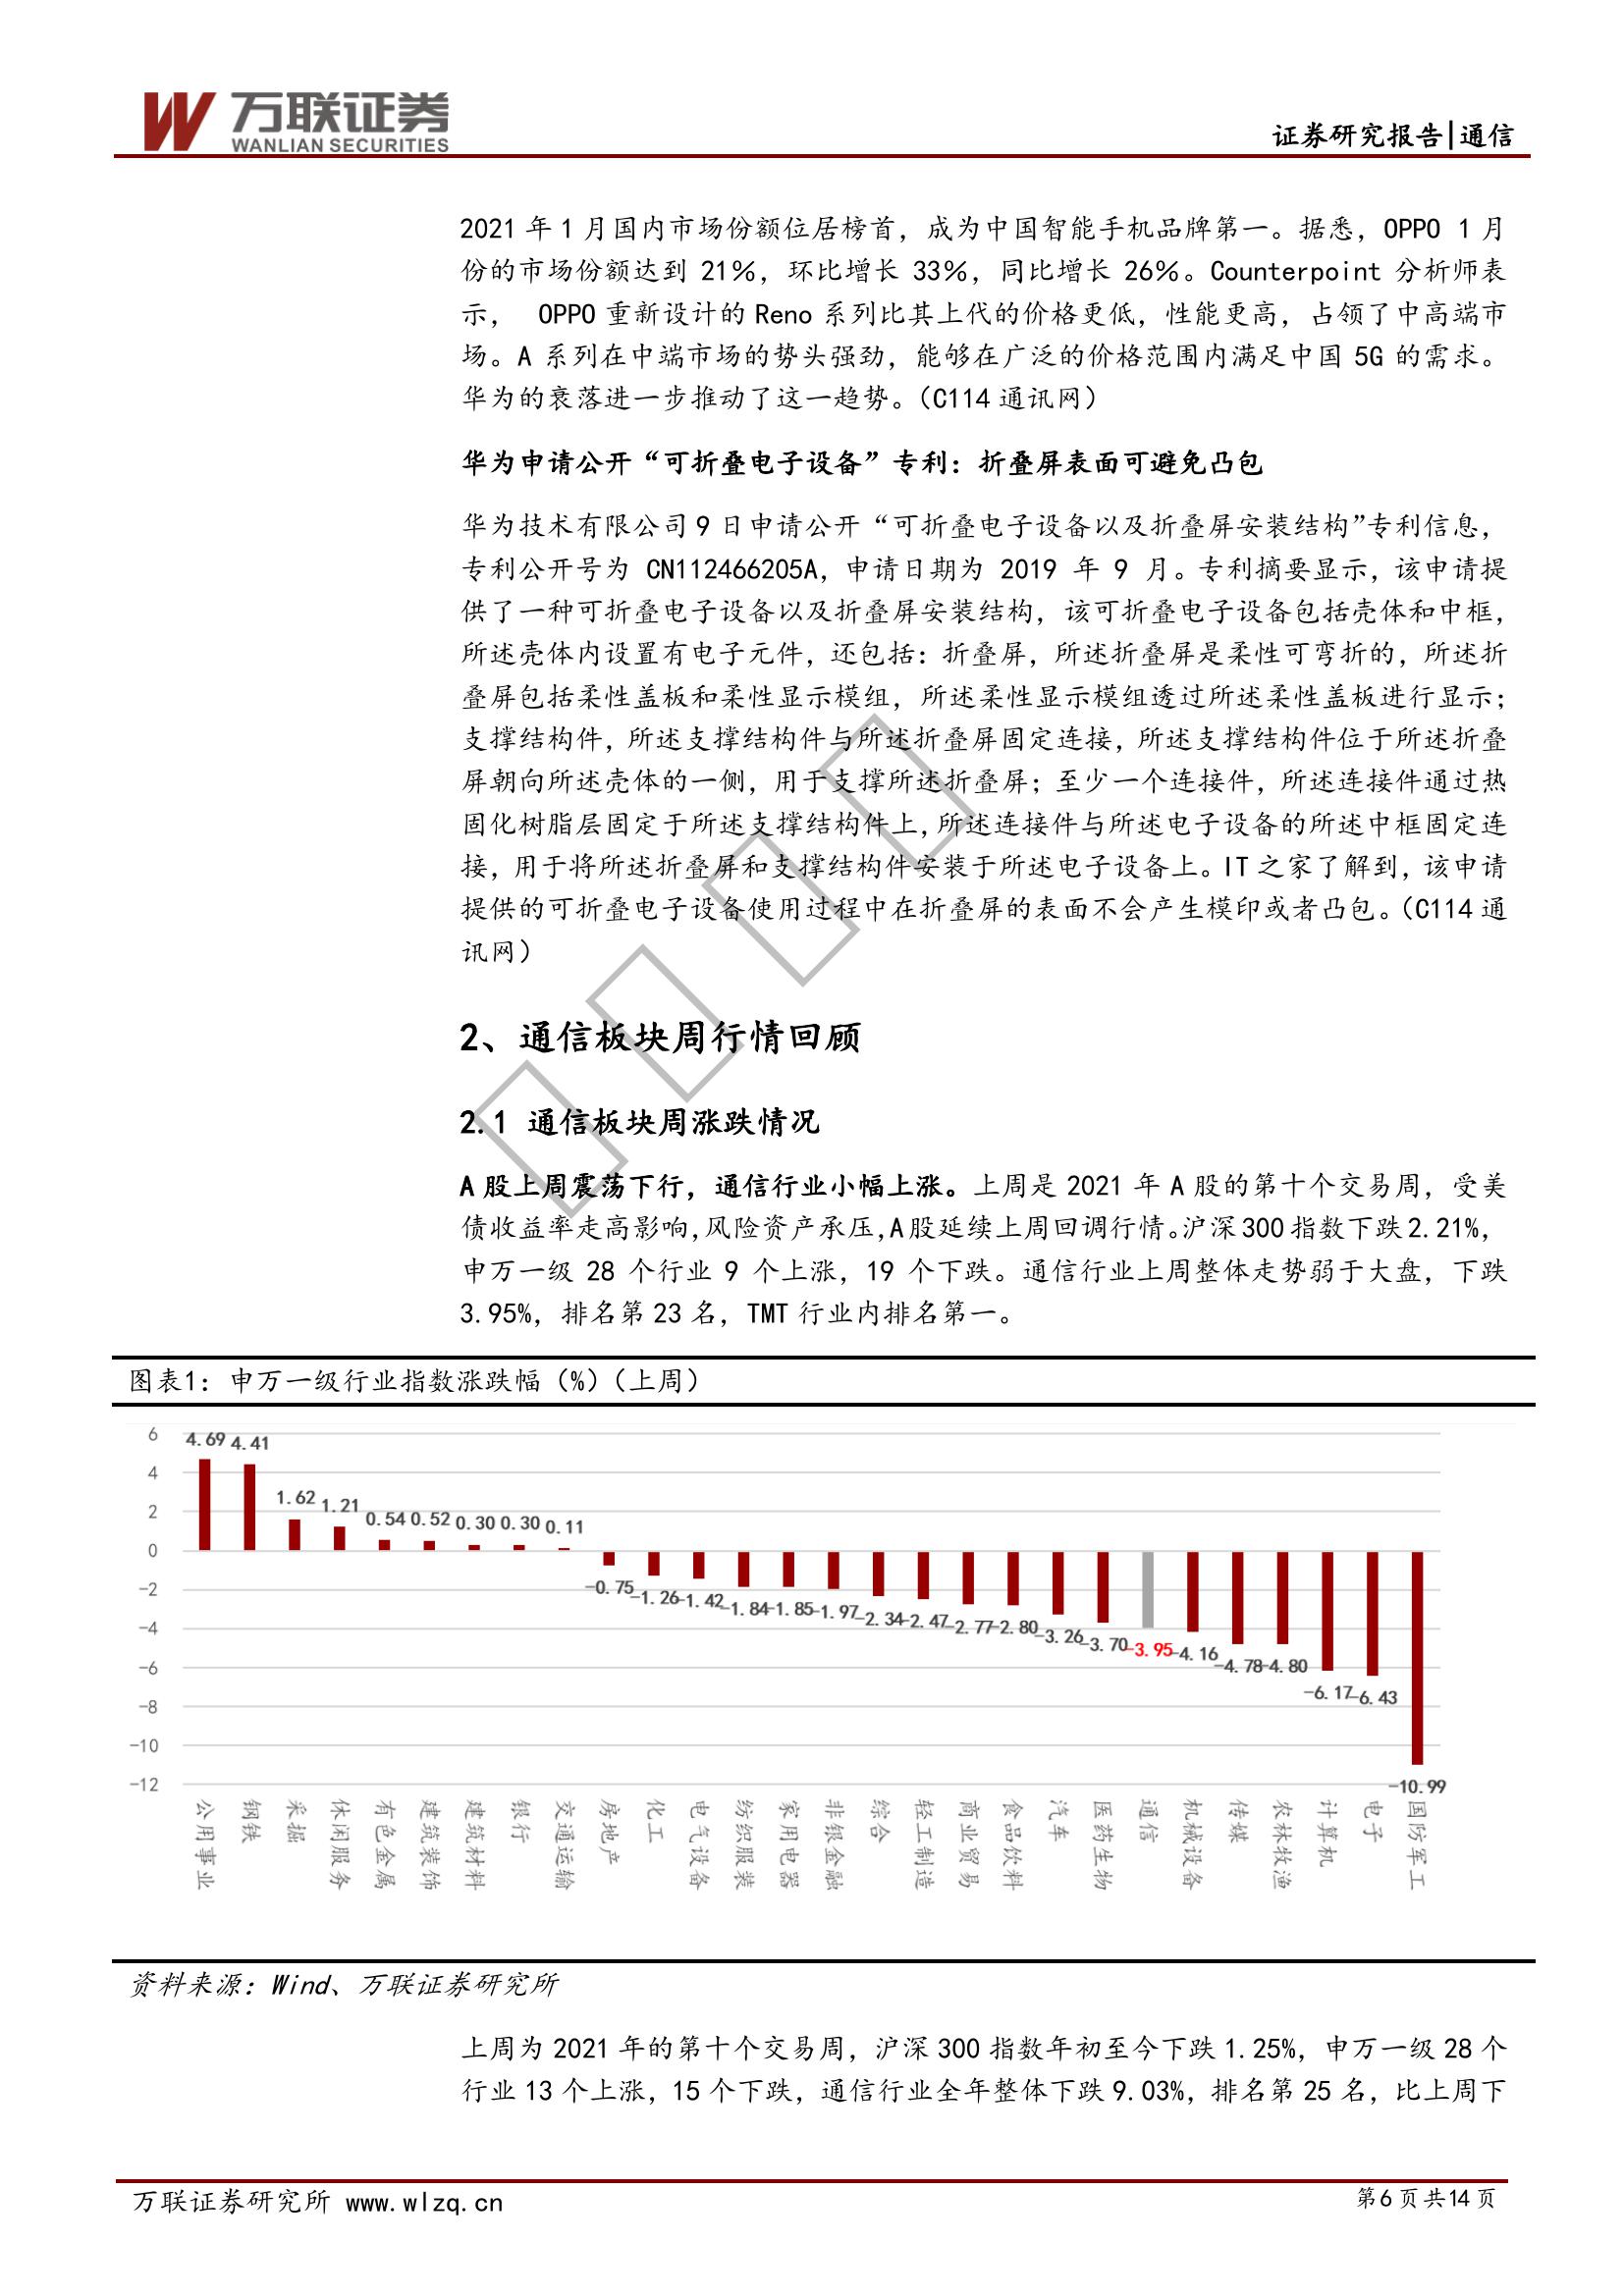 万联证券
WANLIAN SECURITIES
证券研究报告|通信
2021 年 1 月国内市场份额位居榜首，成为中国智能手机品牌第一。据悉，OPPO 1 月
份的市场份额达到 21%，环比增长 33%，同比增长 26%。Counterpoint 分析师表
示， OPPO 重新设计的 Reno 系列比其上代的价格更低，性能更高，占领了中高端市
场。A 系列在中端市场的势头强劲，能够在广泛的价格范围内满足中国 5G 的需求。
华为的衰落进一步推动了这一趋势。（C114 通讯网）
华为申请公开“可折叠电子设备”专利：折叠屏表面可避免凸包
华为技术有限公司 9 日申请公开“可折叠电子设备以及折叠屏安装结构”专利信息，
专利公开号为 CN112466205A，申请日期为 2019 年 9 月。专利摘要显示，该申请提
供了一种可折叠电子设备以及折叠屏安装结构，该可折叠电子设备包括壳体和中框，
所述壳体内设置有电子元件，还包括：折叠屏，所述折叠屏是柔性可弯折的，所述折
叠屏包括柔性盖板和柔性显示模组，所述柔性显示模组透过所述柔性盖板进行显示；
支撑结构件，所述支撑结构件与所述折叠屏固定连接，所述支撑结构件位于所述折叠
屏朝向所述壳体的一侧，用于支撑所述折叠屏；至少一个连接件，所述连接件通过热
固化树脂层固定于所述支撑结构件上，所述连接件与所述电子设备的所述中框固定连
接，用于将所述折叠屏和支撑结构件安装于所述电子设备上。IT 之家了解到，该申请
提供的可折叠电子设备使用过程中在折叠屏的表面不会产生模印或者凸包。（C114 通
讯网）
2、通信板块周行情回顾
2.1 通信板块周涨跌情况
A 股上周震荡下行，通信行业小幅上涨。上周是 2021 年 A 股的第十个交易周，受美
债收益率走高影响，风险资产承压，A 股延续上周回调行情。沪深 300 指数下跌 2.21%，
申万一级 28 个行业 9 个上涨，19 个下跌。通信行业上周整体走势弱于大盘，下跌
3.95%，排名第 23 名，TMT 行业内排名第一。
图表1：申万一级行业指数涨跌幅（%）（上周）
6
4
2
0
-2
-4
-6
-8
-10
-12
4.69 4.41 1.62 1.21 0.54 0.52 0.30 0.30 0.11 -0.75 -1.26 -1.42 -1.84 -1.85 -1.97 -2.34 -2.47 -2.77 -2.80 -3.26 -3.70 -3.95 -4.16 -4.78 -4.80 -6.17 -6.43 -10.99
公用事业 钢铁 采掘 休闲服务 有色金属 建筑装饰 建筑材料 银行 交通运输 房地产 化工 电气设备 纺织服装 家用电器 非银金融 综合 轻工制造 商业贸易 食品饮料 汽车 医药生物 通信 机械设备 传媒 农林牧渔 计算机 电子 国防军工
资料来源：Wind、万联证券研究所
上周为 2021 年的第十个交易周，沪深 300 指数年初至今下跌 1.25%，申万一级 28 个
行业 13 个上涨，15 个下跌，通信行业全年整体下跌 9.03%，排名第 25 名，比上周下
万联证券研究所 www.wlzq.cn
第 6 页 共 14 页